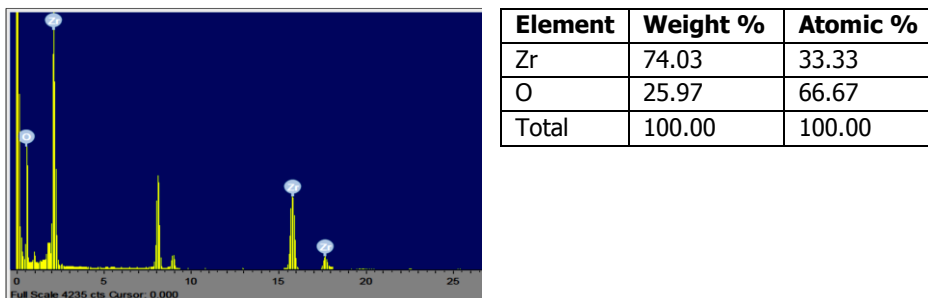 Zr
O
Zr
Zr
0 5 10 15 20 25
Full Scale 4235 cts Cursor: 0.000
Element Weight % Atomic %
Zr 74.03 33.33
O 25.97 66.67
Total 100.00 100.00